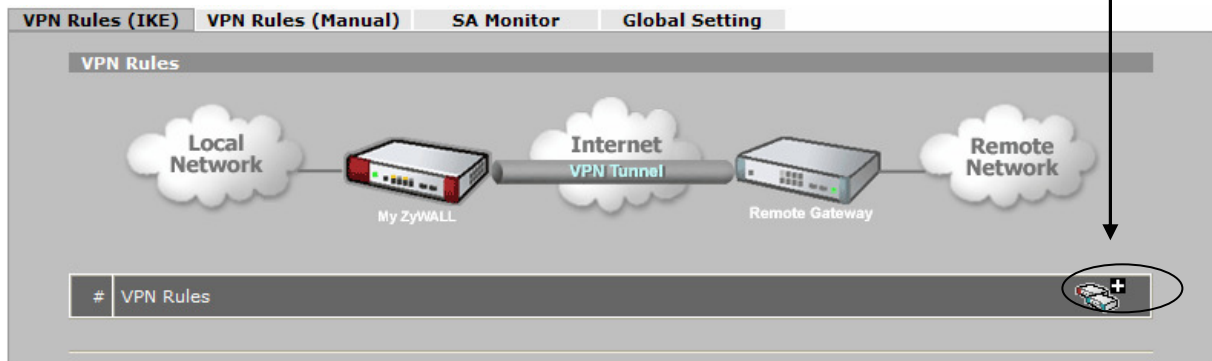 VPN Rules (IKE) VPN Rules (Manual) SA Monitor Global Setting
VPN Rules
Local Network
Internet
VPN Tunnel
Remote Network
My ZyWALL
Remote Gateway
# VPN Rules